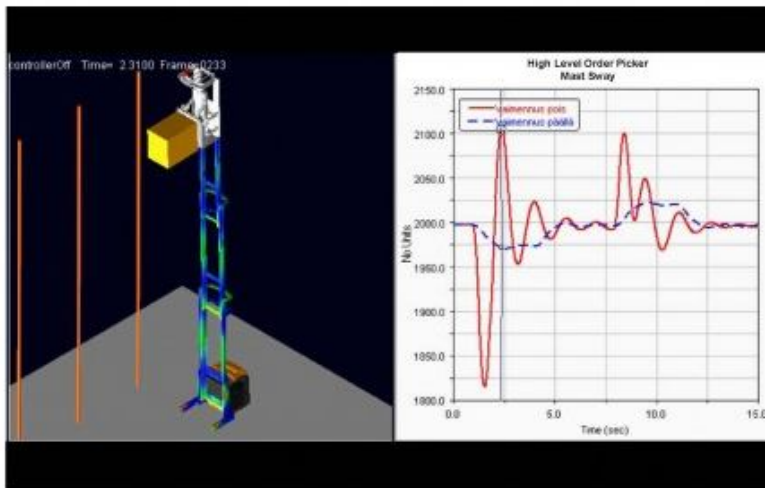 controllerOff Time= 2.3100 Frame=0233
High Level Order Picker
Mast Sway
2150.0
2100.0
2050.0
2000.0
1950.0
1900.0
1850.0
1800.0
No Units
vaimennus pois
vaimennus päällä
0.0 5.0 10.0 15.0
Time (sec)